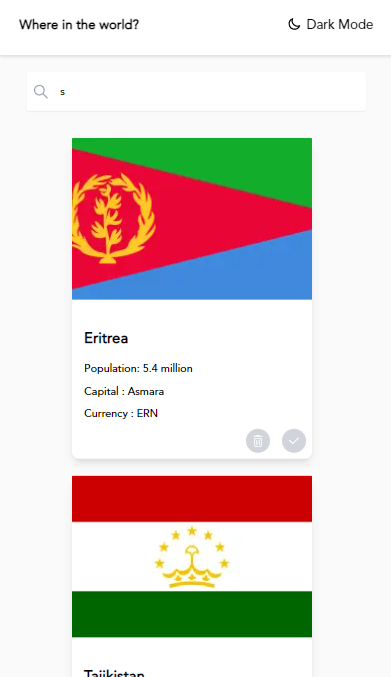 Where in the world?
Dark Mode
s
Eritrea
Population: 5.4 million
Capital : Asmara
Currency : ERN
Tajikistan